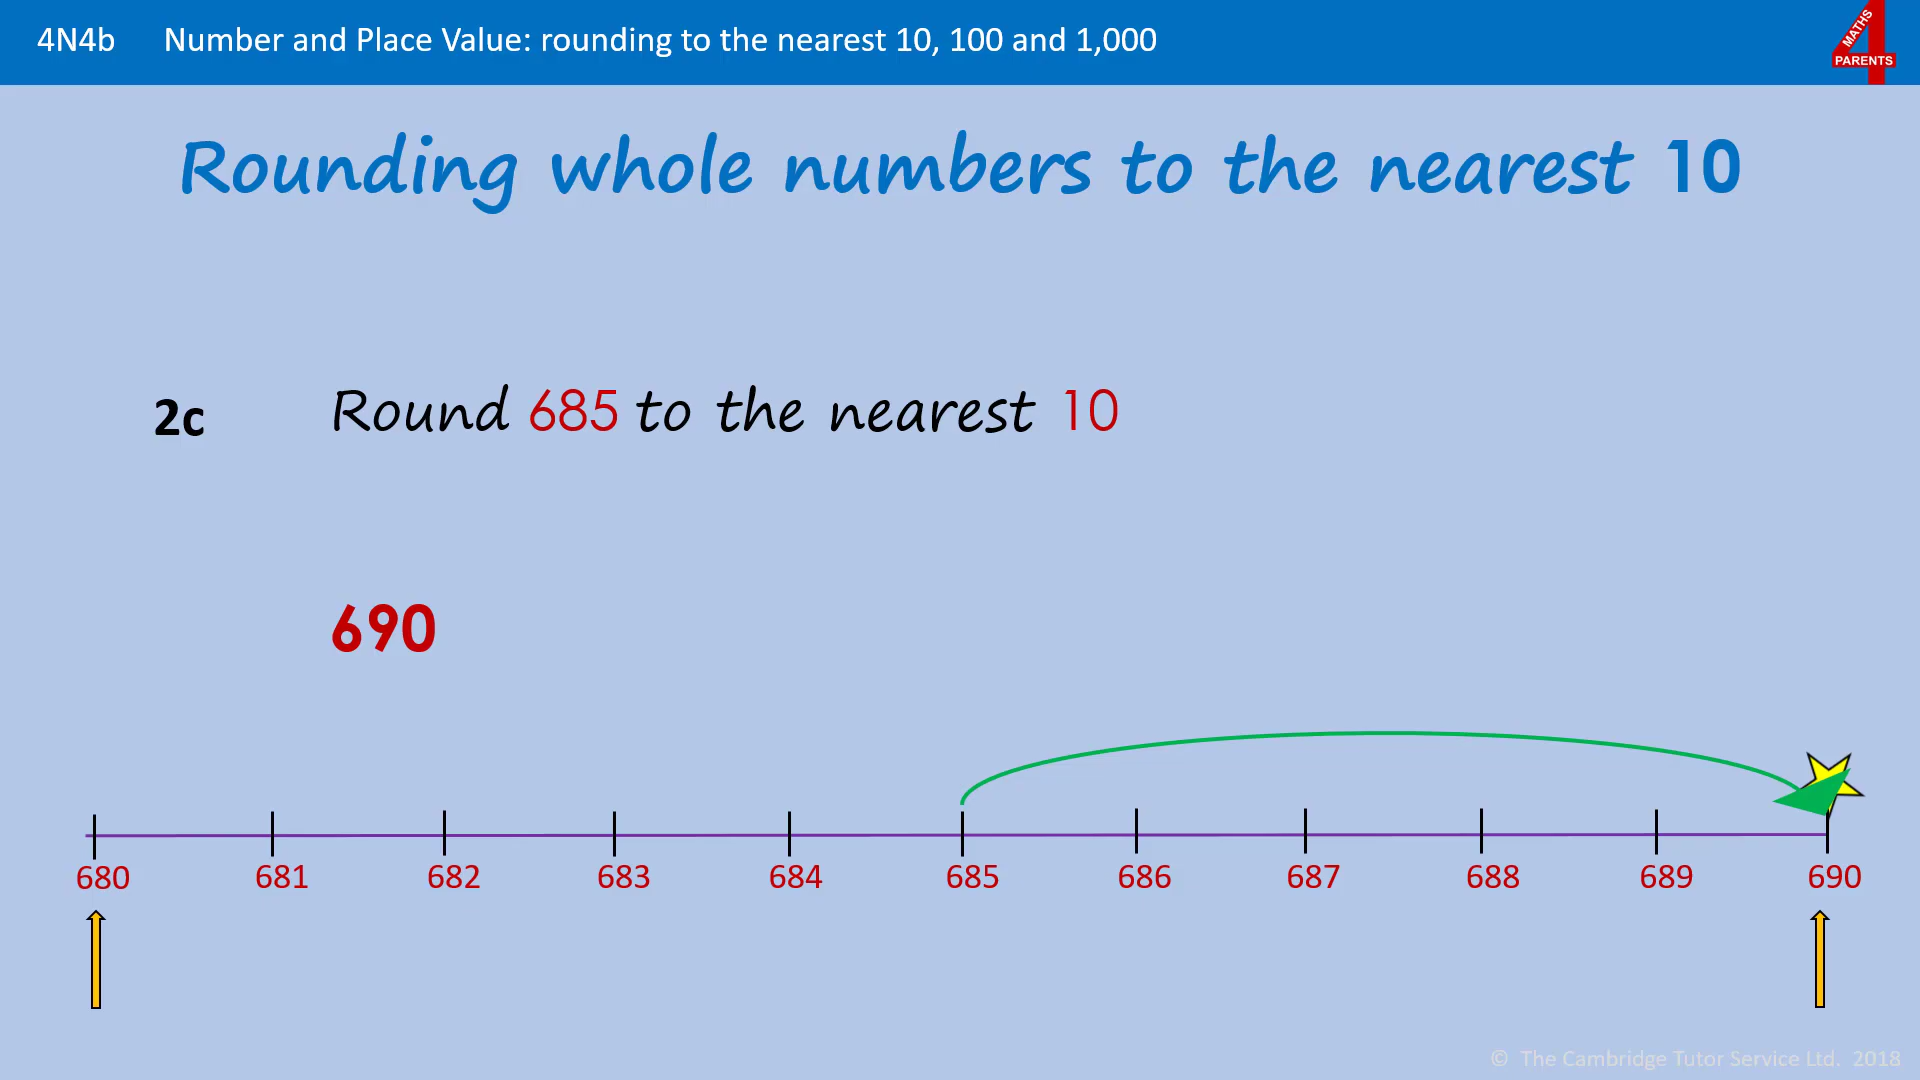 4N4b Number and Place Value: rounding to the nearest 10, 100 and 1,000
MATHS
4
PARENTS
Rounding whole numbers to the nearest 10
2c Round 685 to the nearest 10
690
680 681 682 683 684 685 686 687 688 689 690
© The Cambridge Tutor Service Ltd. 2018